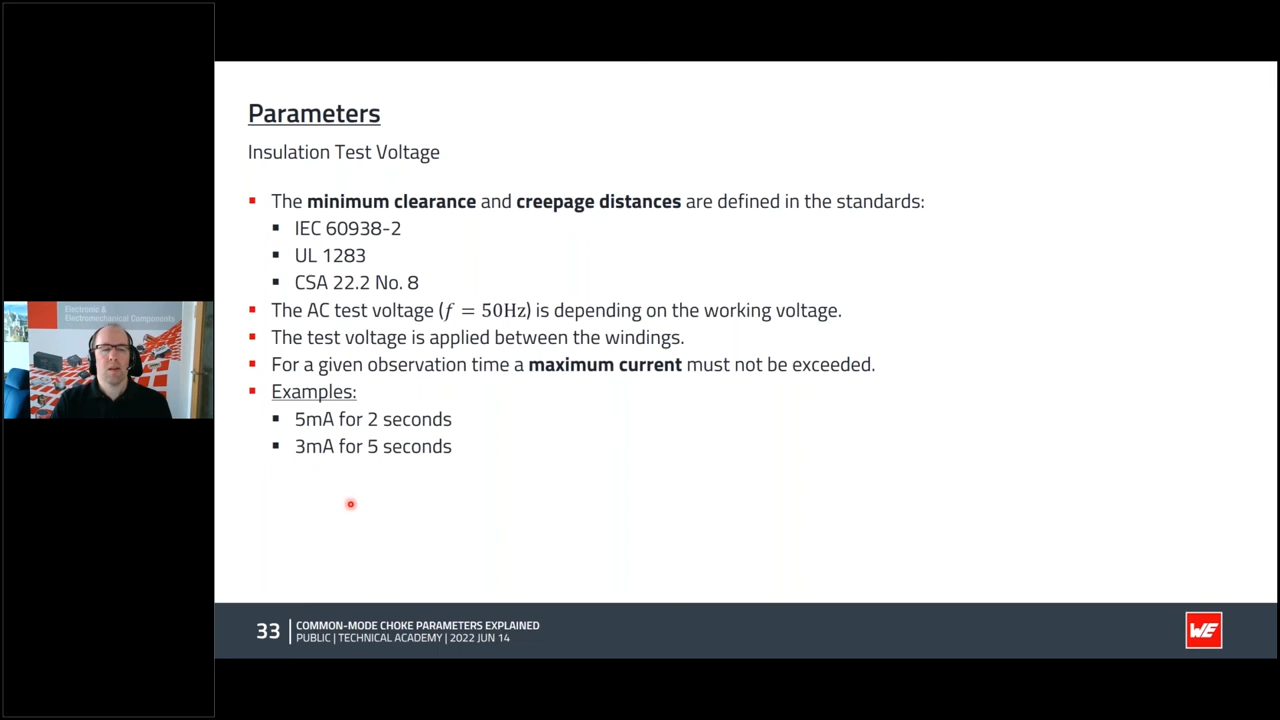 Parameters
Insulation Test Voltage
The minimum clearance and creepage distances are defined in the standards:
IEC 60938-2
UL 1283
CSA 22.2 No. 8
The AC test voltage (f = 50Hz) is depending on the working voltage.
The test voltage is applied between the windings.
For a given observation time a maximum current must not be exceeded.
Examples:
5mA for 2 seconds
3mA for 5 seconds
Electronic &
Electromechanical Components
33
COMMON-MODE CHOKE PARAMETERS EXPLAINED
PUBLIC | TECHNICAL ACADEMY | 2022 JUN 14
WE